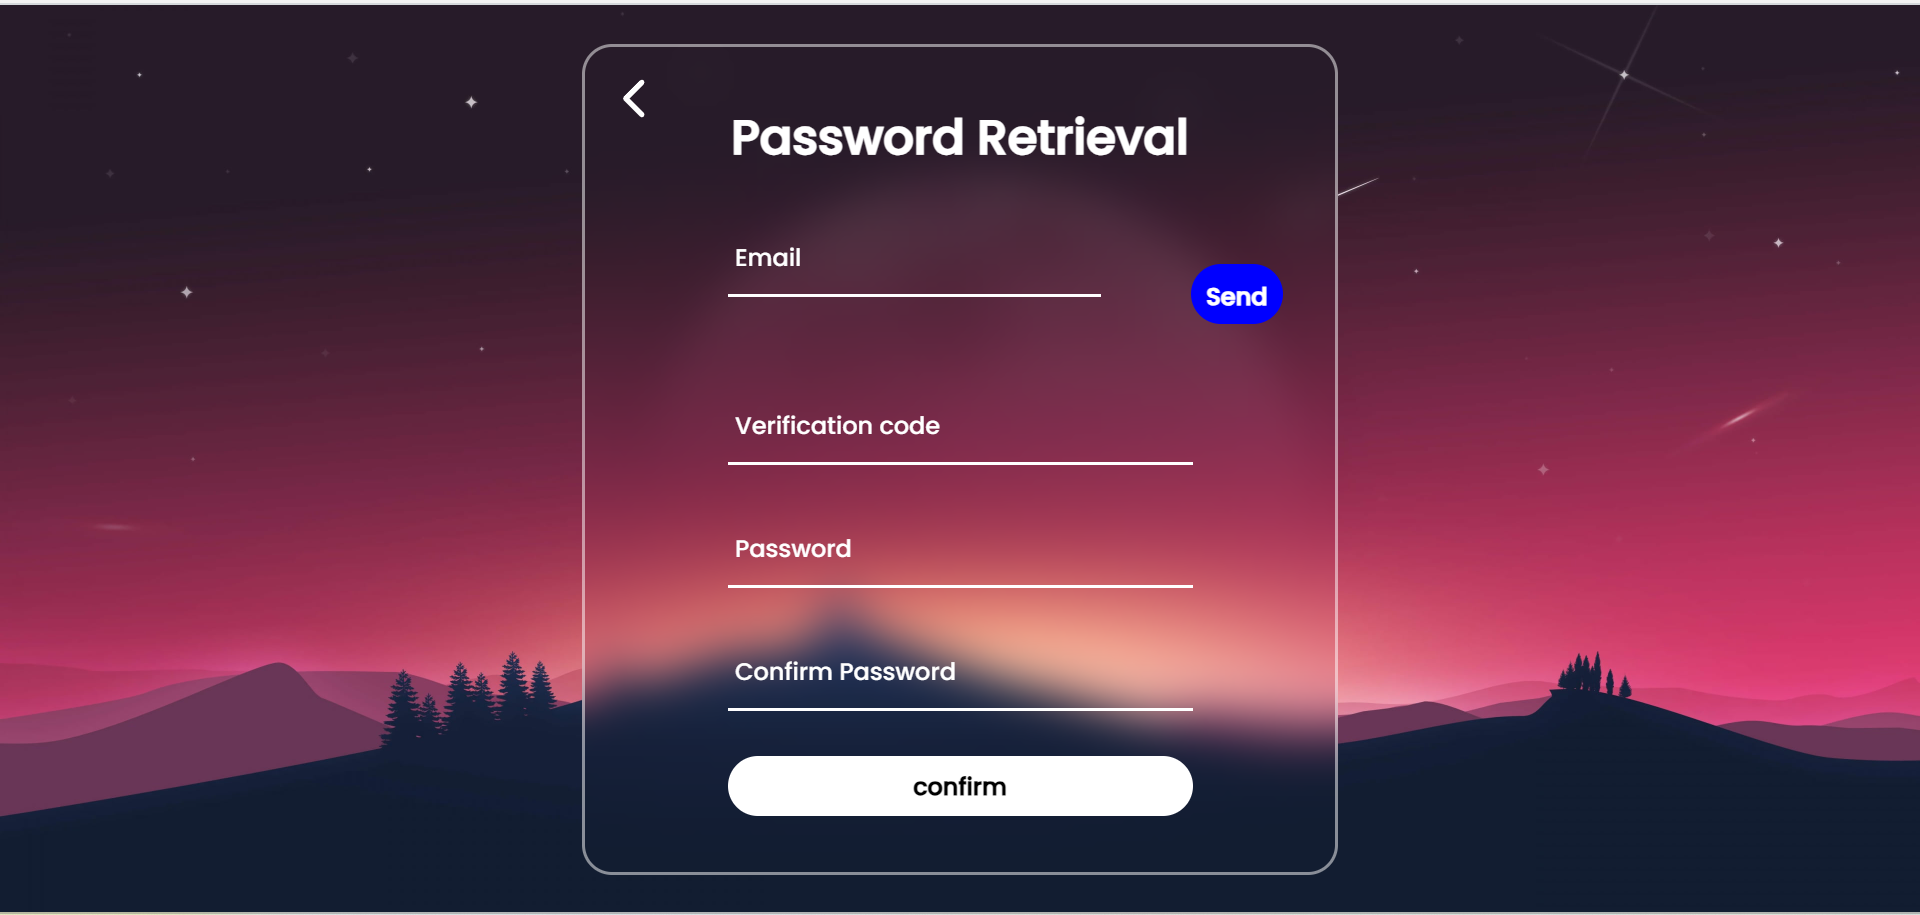 Password Retrieval
Email
Send
Verification code
Password
Confirm Password
confirm